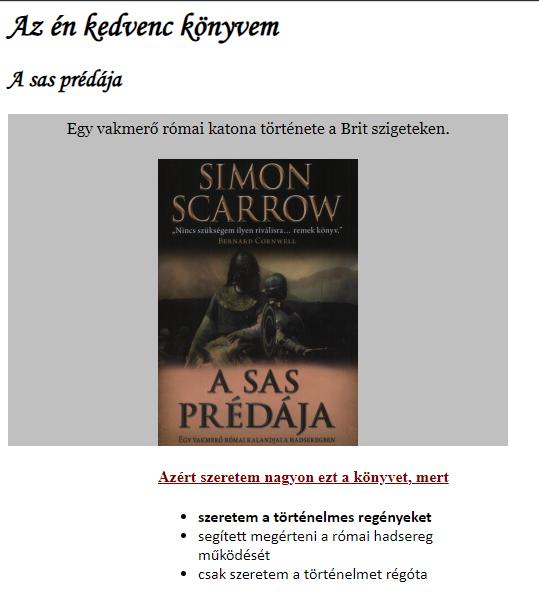 Az én kedvenc könyvem
A sas prédája
Egy vakmerő római katona története a Brit szigeteken.
SIMON
SCARROW
„Nincs szükségem ilyen riválisra... remek könyv.”
BERNARD CORNWELL
A SAS
PRÉDÁJA
EGY VAKMERŐ RÓMAI KALANDJAI A HADSEREGBEN
Azért szeretem nagyon ezt a könyvet, mert
• szeretem a történelmes regényeket
• segített megérteni a római hadsereg
működését
• csak szeretem a történelmet régóta